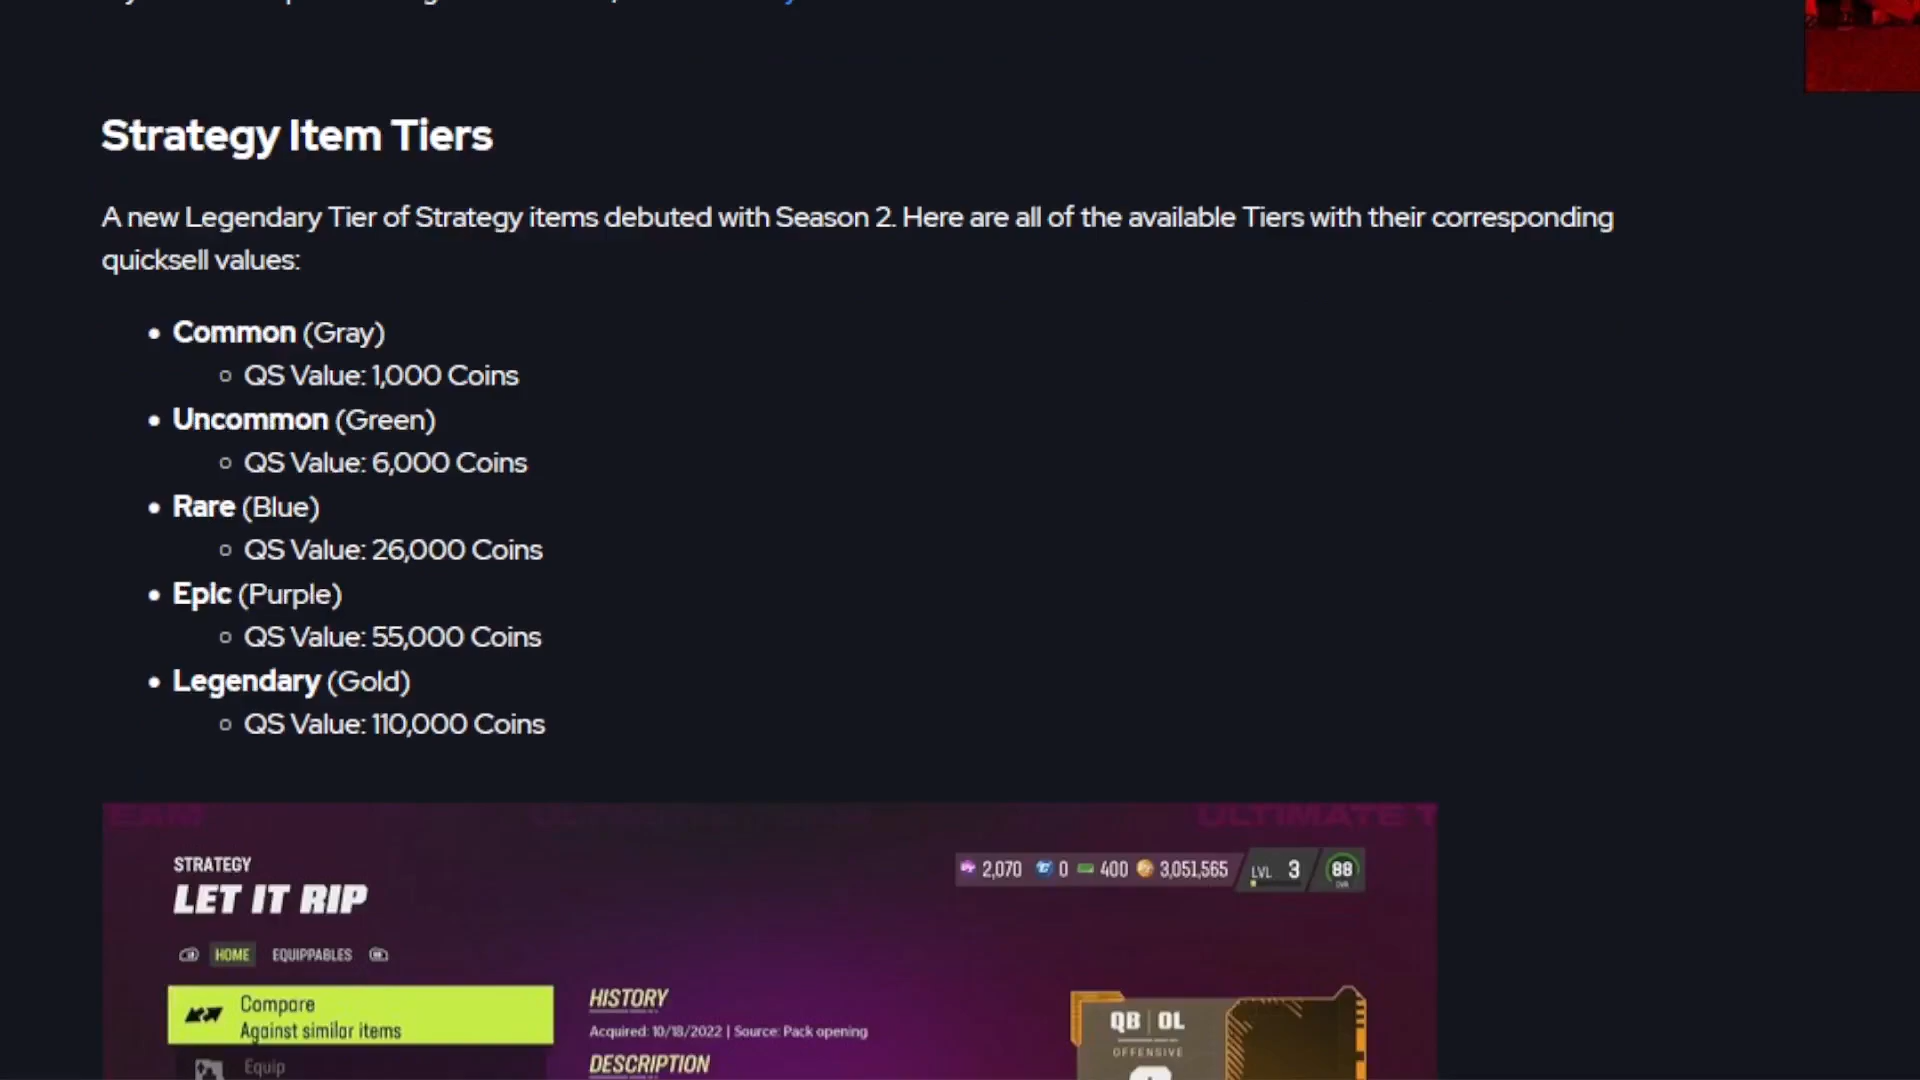 Strategy Item Tiers
A new Legendary Tier of Strategy items debuted with Season 2. Here are all of the available Tiers with their corresponding
quicksell values:
Common (Gray)
QS Value: 1,000 Coins
Uncommon (Green)
QS Value: 6,000 Coins
Rare (Blue)
QS Value: 26,000 Coins
Epic (Purple)
QS Value: 55,000 Coins
Legendary (Gold)
QS Value: 110,000 Coins
ULTIMATE T
STRATEGY
LET IT RIP
2,070 0 400 3,051,565 LVL 3 88
OVR
HOME EQUIPPABLES
Compare
Against similar items
Equip
HISTORY
Acquired: 10/18/2022 | Source: Pack opening
DESCRIPTION
QB | OL
OFFENSIVE